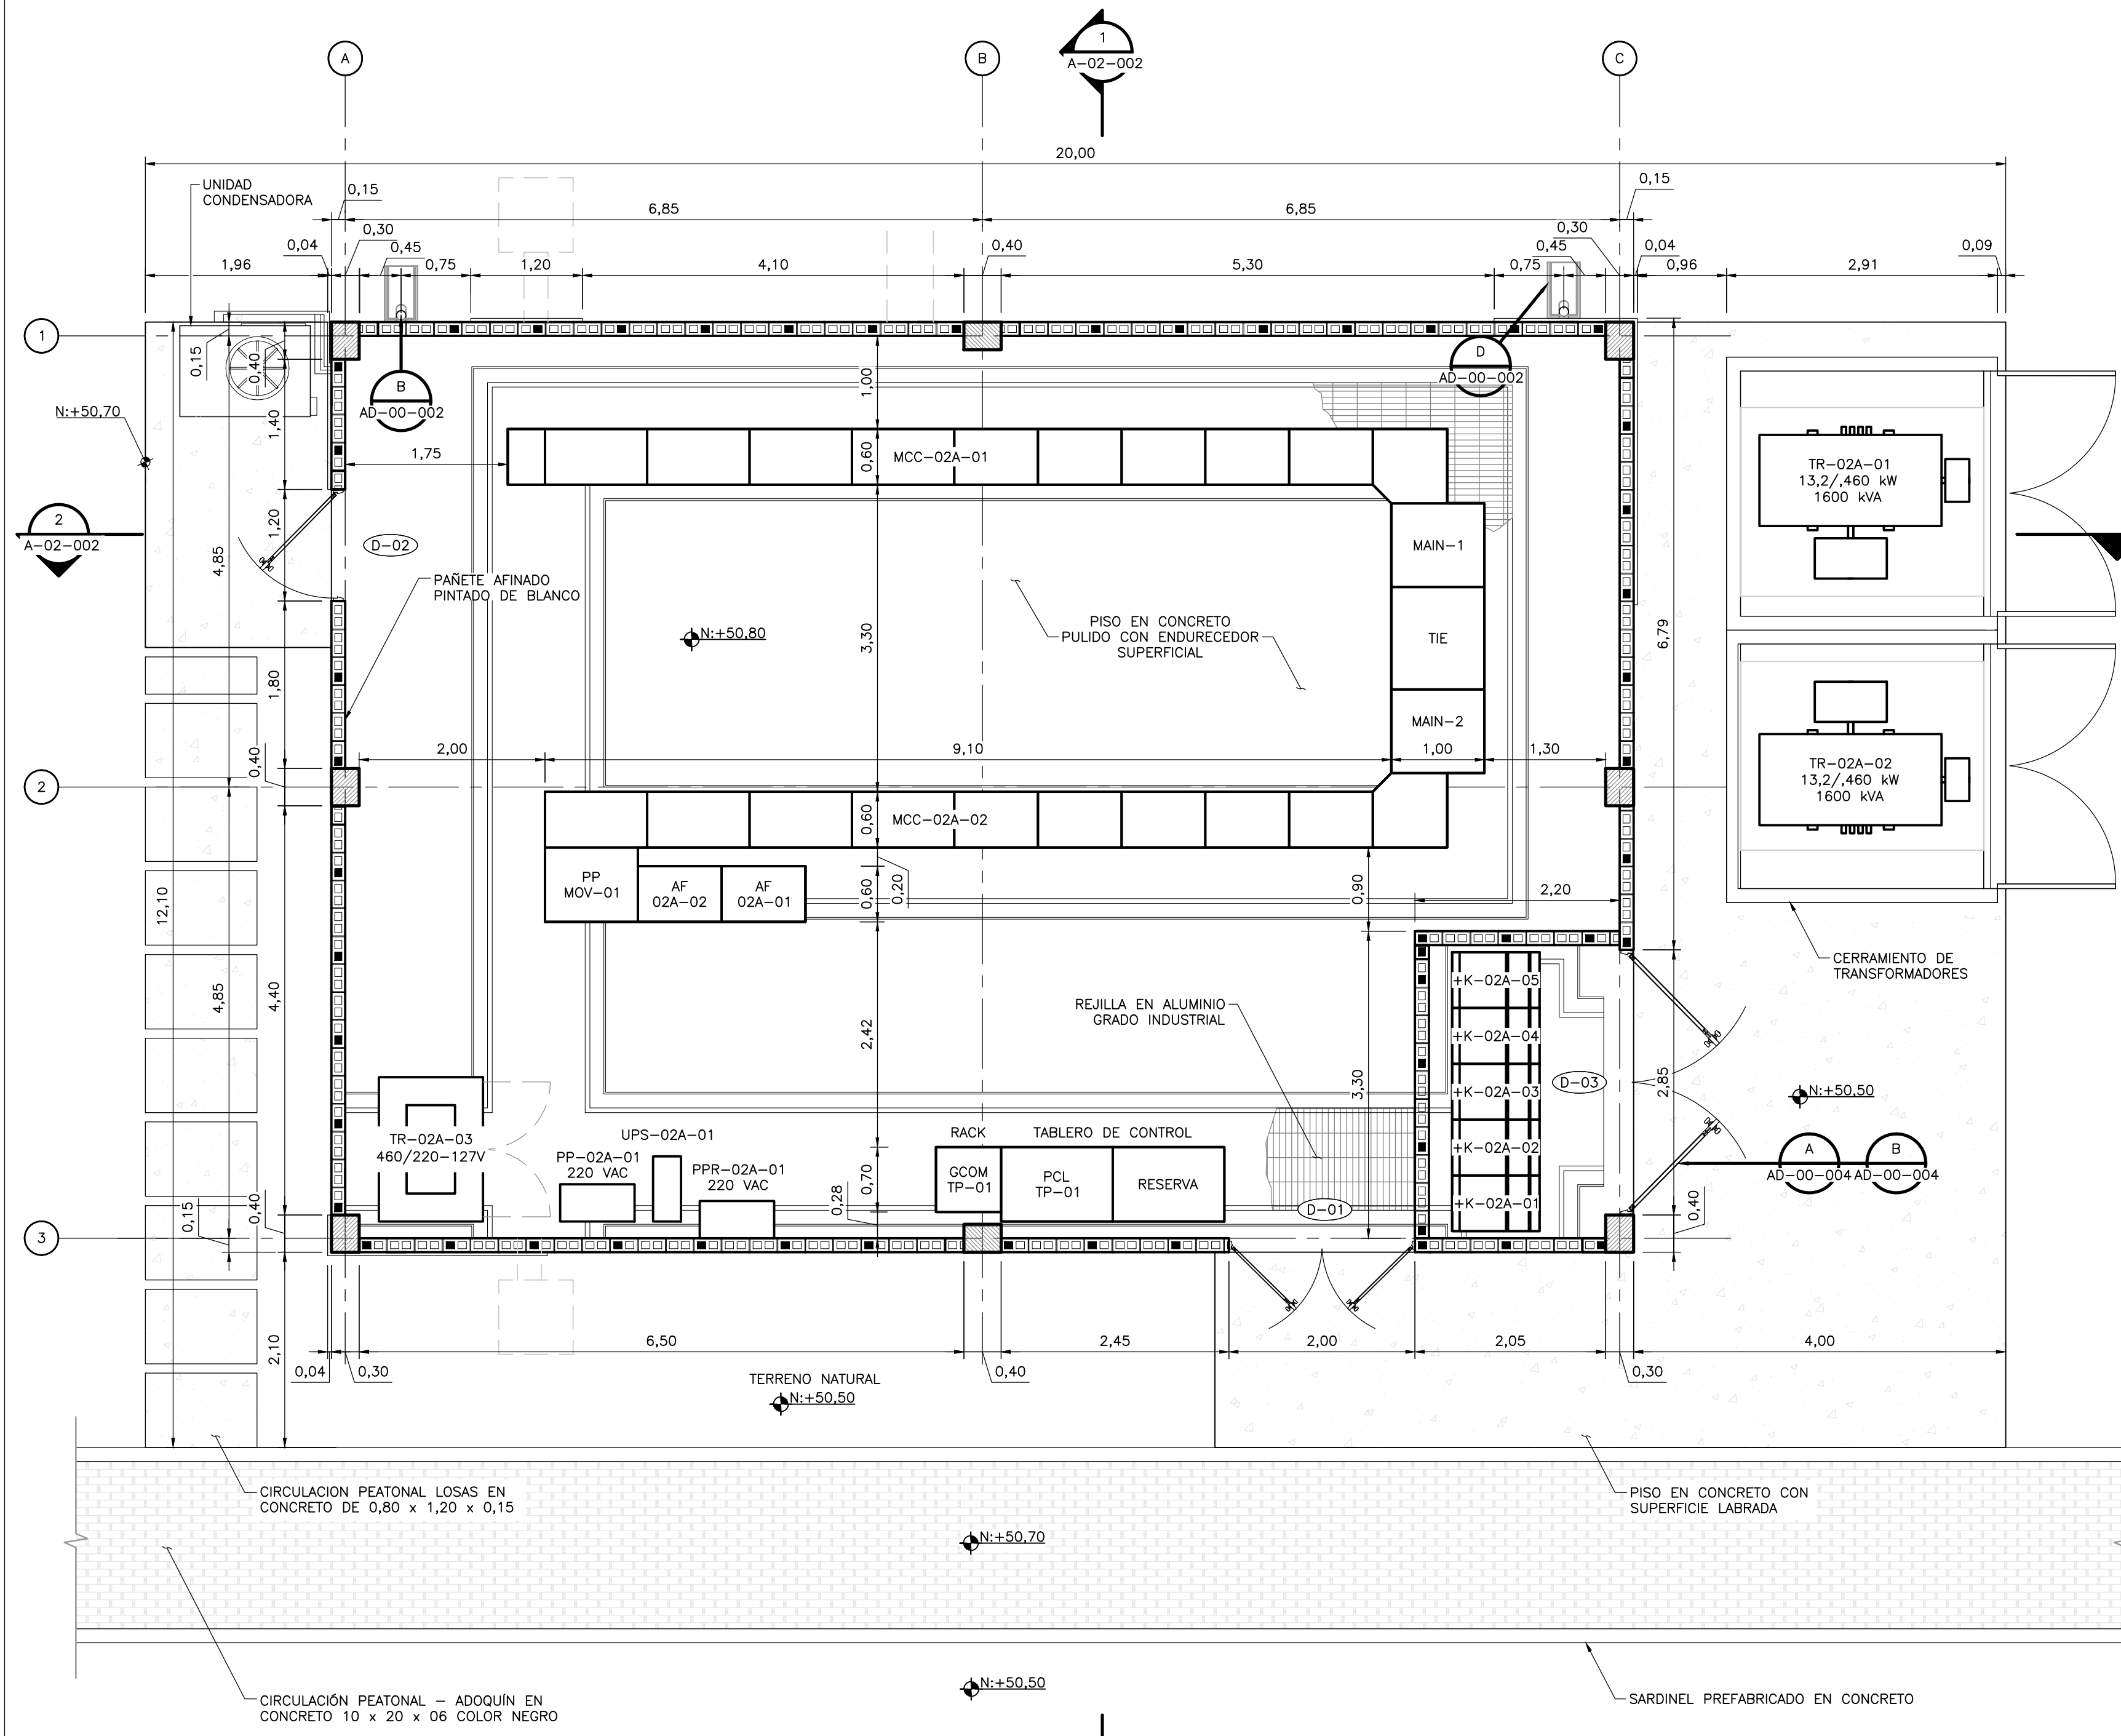 A
B
C
1
A-02-002
20,00
UNIDAD
CONDENSADORA
0,15
0,15
6,85
6,85
0,30
0,30
0,04
0,45
0,40
0,45
0,04
0,09
1,96
0,75
1,20
4,10
5,30
0,75
0,96
2,91
1
0,15
0,40
1,00
D
AD-00-002
B
AD-00-002
N:+50,70
1,40
1,75
0,60
MCC-02A-01
TR-02A-01
13,2/,460 kW
1600 kVA
2
A-02-002
1,20
4,85
D-02
MAIN-1
PAÑETE AFINADO
PINTADO DE BLANCO
N:+50,80
3,30
PISO EN CONCRETO
PULIDO CON ENDURECEDOR
SUPERFICIAL
TIE
6,79
1,80
MAIN-2
0,40
2,00
9,10
1,00
1,30
2
TR-02A-02
13,2/,460 kW
1600 kVA
0,60
MCC-02A-02
PP
MOV-01
AF
02A-02
AF
02A-01
0,60
0,20
0,90
2,20
12,10
CERRAMIENTO DE
TRANSFORMADORES
4,85
4,40
2,42
REJILLA EN ALUMINIO
GRADO INDUSTRIAL
+K-02A-05
+K-02A-04
+K-02A-03
+K-02A-02
+K-02A-01
D-03
3,30
2,85
N:+50,50
TR-02A-03
460/220-127V
UPS-02A-01
PP-02A-01
220 VAC
PPR-02A-01
220 VAC
RACK
TABLERO DE CONTROL
GCOM
TP-01
PCL
TP-01
RESERVA
0,70
0,28
D-01
A
AD-00-004
B
AD-00-004
0,15
0,40
0,40
3
2,10
6,50
2,45
2,00
2,05
4,00
0,04
0,30
0,40
0,30
TERRENO NATURAL
N:+50,50
CIRCULACION PEATONAL LOSAS EN
CONCRETO DE 0,80 x 1,20 x 0,15
PISO EN CONCRETO CON
SUPERFICIE LABRADA
N:+50,70
N:+50,50
CIRCULACIÓN PEATONAL – ADOQUÍN EN
CONCRETO 10 x 20 x 06 COLOR NEGRO
SARDINEL PREFABRICADO EN CONCRETO